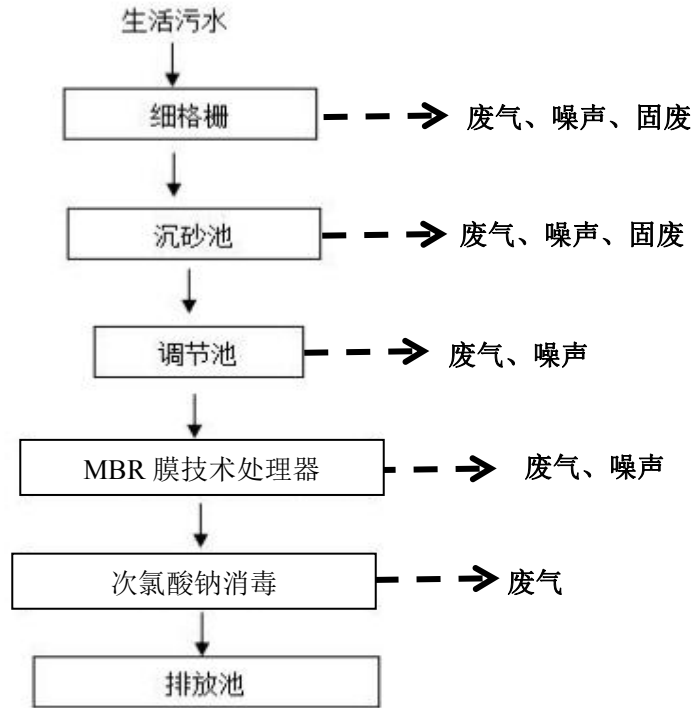 生活污水
细格栅
废气、噪声、固废
沉砂池
废气、噪声、固废
调节池
废气、噪声
MBR 膜技术处理器
废气、噪声
次氯酸钠消毒
废气
排放池